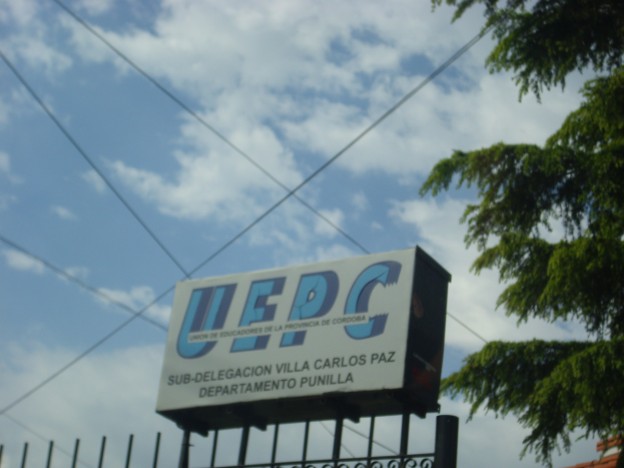 UEPC
UNION DE EDUCADORES DE LA PROVINCIA DE CORDOBA
SUB-DELEGACION VILLA CARLOS PAZ
DEPARTAMENTO PUNILLA